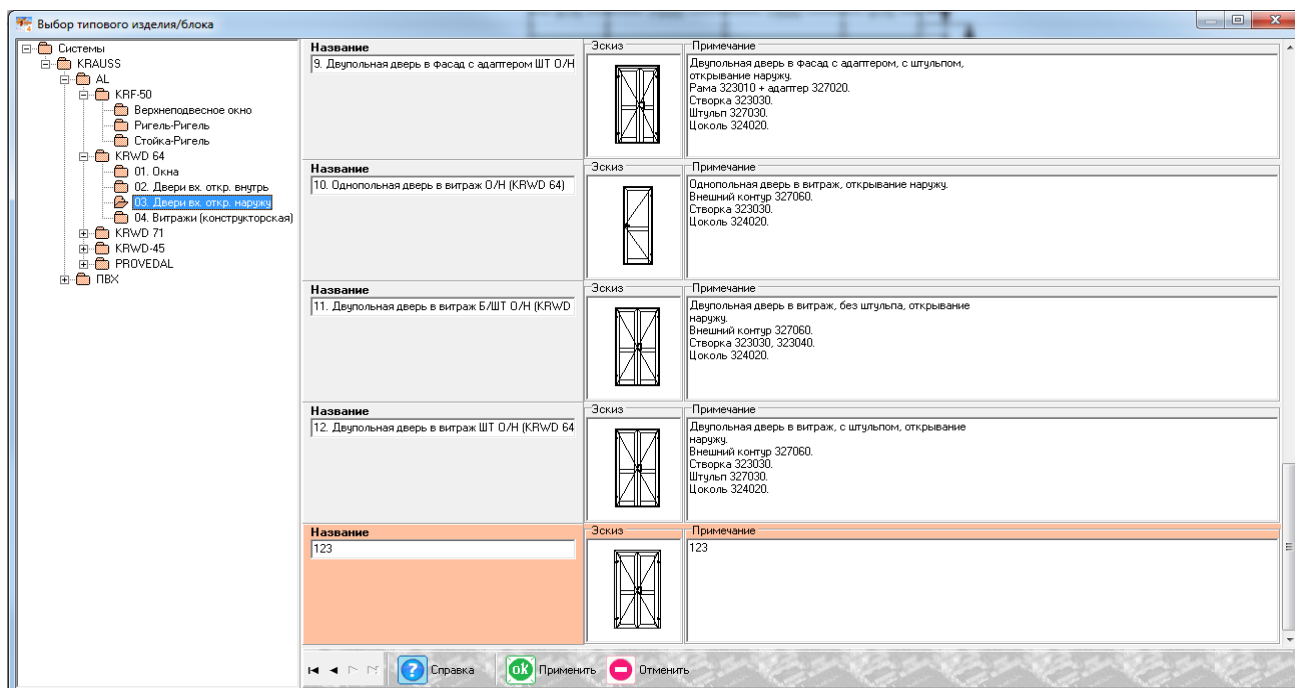 Выбор типового изделия/блока
Системы
KRAUSS
AL
KRF-50
Верхнеподвесное окно
Ригель-Ригель
Стойка-Ригель
KRWD 64
01. Окна
02. Двери вх. откр. внутрь
03. Двери вх. откр. наружу
04. Витражи (конструкторская)
KRWD 71
KRWD-45
PROVEDAL
ПВХ
Название
Эскиз
Примечание
9. Двупольная дверь в фасад с адаптером ШТ О/Н
Двупольная дверь в фасад с адаптером, с штульпом,
открывание наружу.
Рама 323010 + адаптер 327020.
Створка 323030.
Штульп 327030.
Цоколь 324020.
Название
Эскиз
Примечание
10. Однопольная дверь в витраж О/Н (KRWD 64)
Однопольная дверь в витраж, открывание наружу.
Внешний контур 327060.
Створка 323030.
Цоколь 324020.
Название
Эскиз
Примечание
11. Двупольная дверь в витраж Б/ШТ О/Н (KRWD
Двупольная дверь в витраж, без штульпа, открывание
наружу.
Внешний контур 327060.
Створка 323030, 323040.
Цоколь 324020.
Название
Эскиз
Примечание
12. Двупольная дверь в витраж ШТ О/Н (KRWD 64
Двупольная дверь в витраж, с штульпом, открывание
наружу.
Внешний контур 327060.
Створка 323030.
Штульп 327030.
Цоколь 324020.
Название
Эскиз
Примечание
123
123
Справка
ok
Применить
Отменить